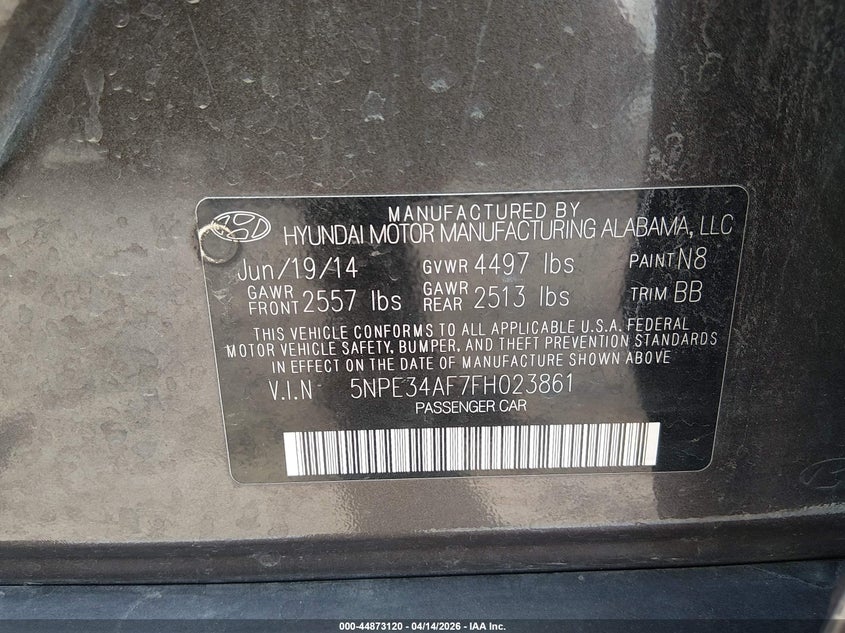 MANUFACTURED BY
HYUNDAI MOTOR MANUFACTURING ALABAMA, LLC
Jun/19/14 GVWR 4497 lbs PAINT N8
GAWR FRONT 2557 lbs GAWR REAR 2513 lbs TRIM BB
THIS VEHICLE CONFORMS TO ALL APPLICABLE U.S.A. FEDERAL
MOTOR VEHICLE SAFETY, BUMPER, AND THEFT PREVENTION STANDARDS
IN EFFECT ON THE DATE OF MANUFACTURE SHOWN ABOVE
V.I.N 5NPE34AF7FH023861
PASSENGER CAR
000-44873120 - 04/14/2026 - IAA Inc.